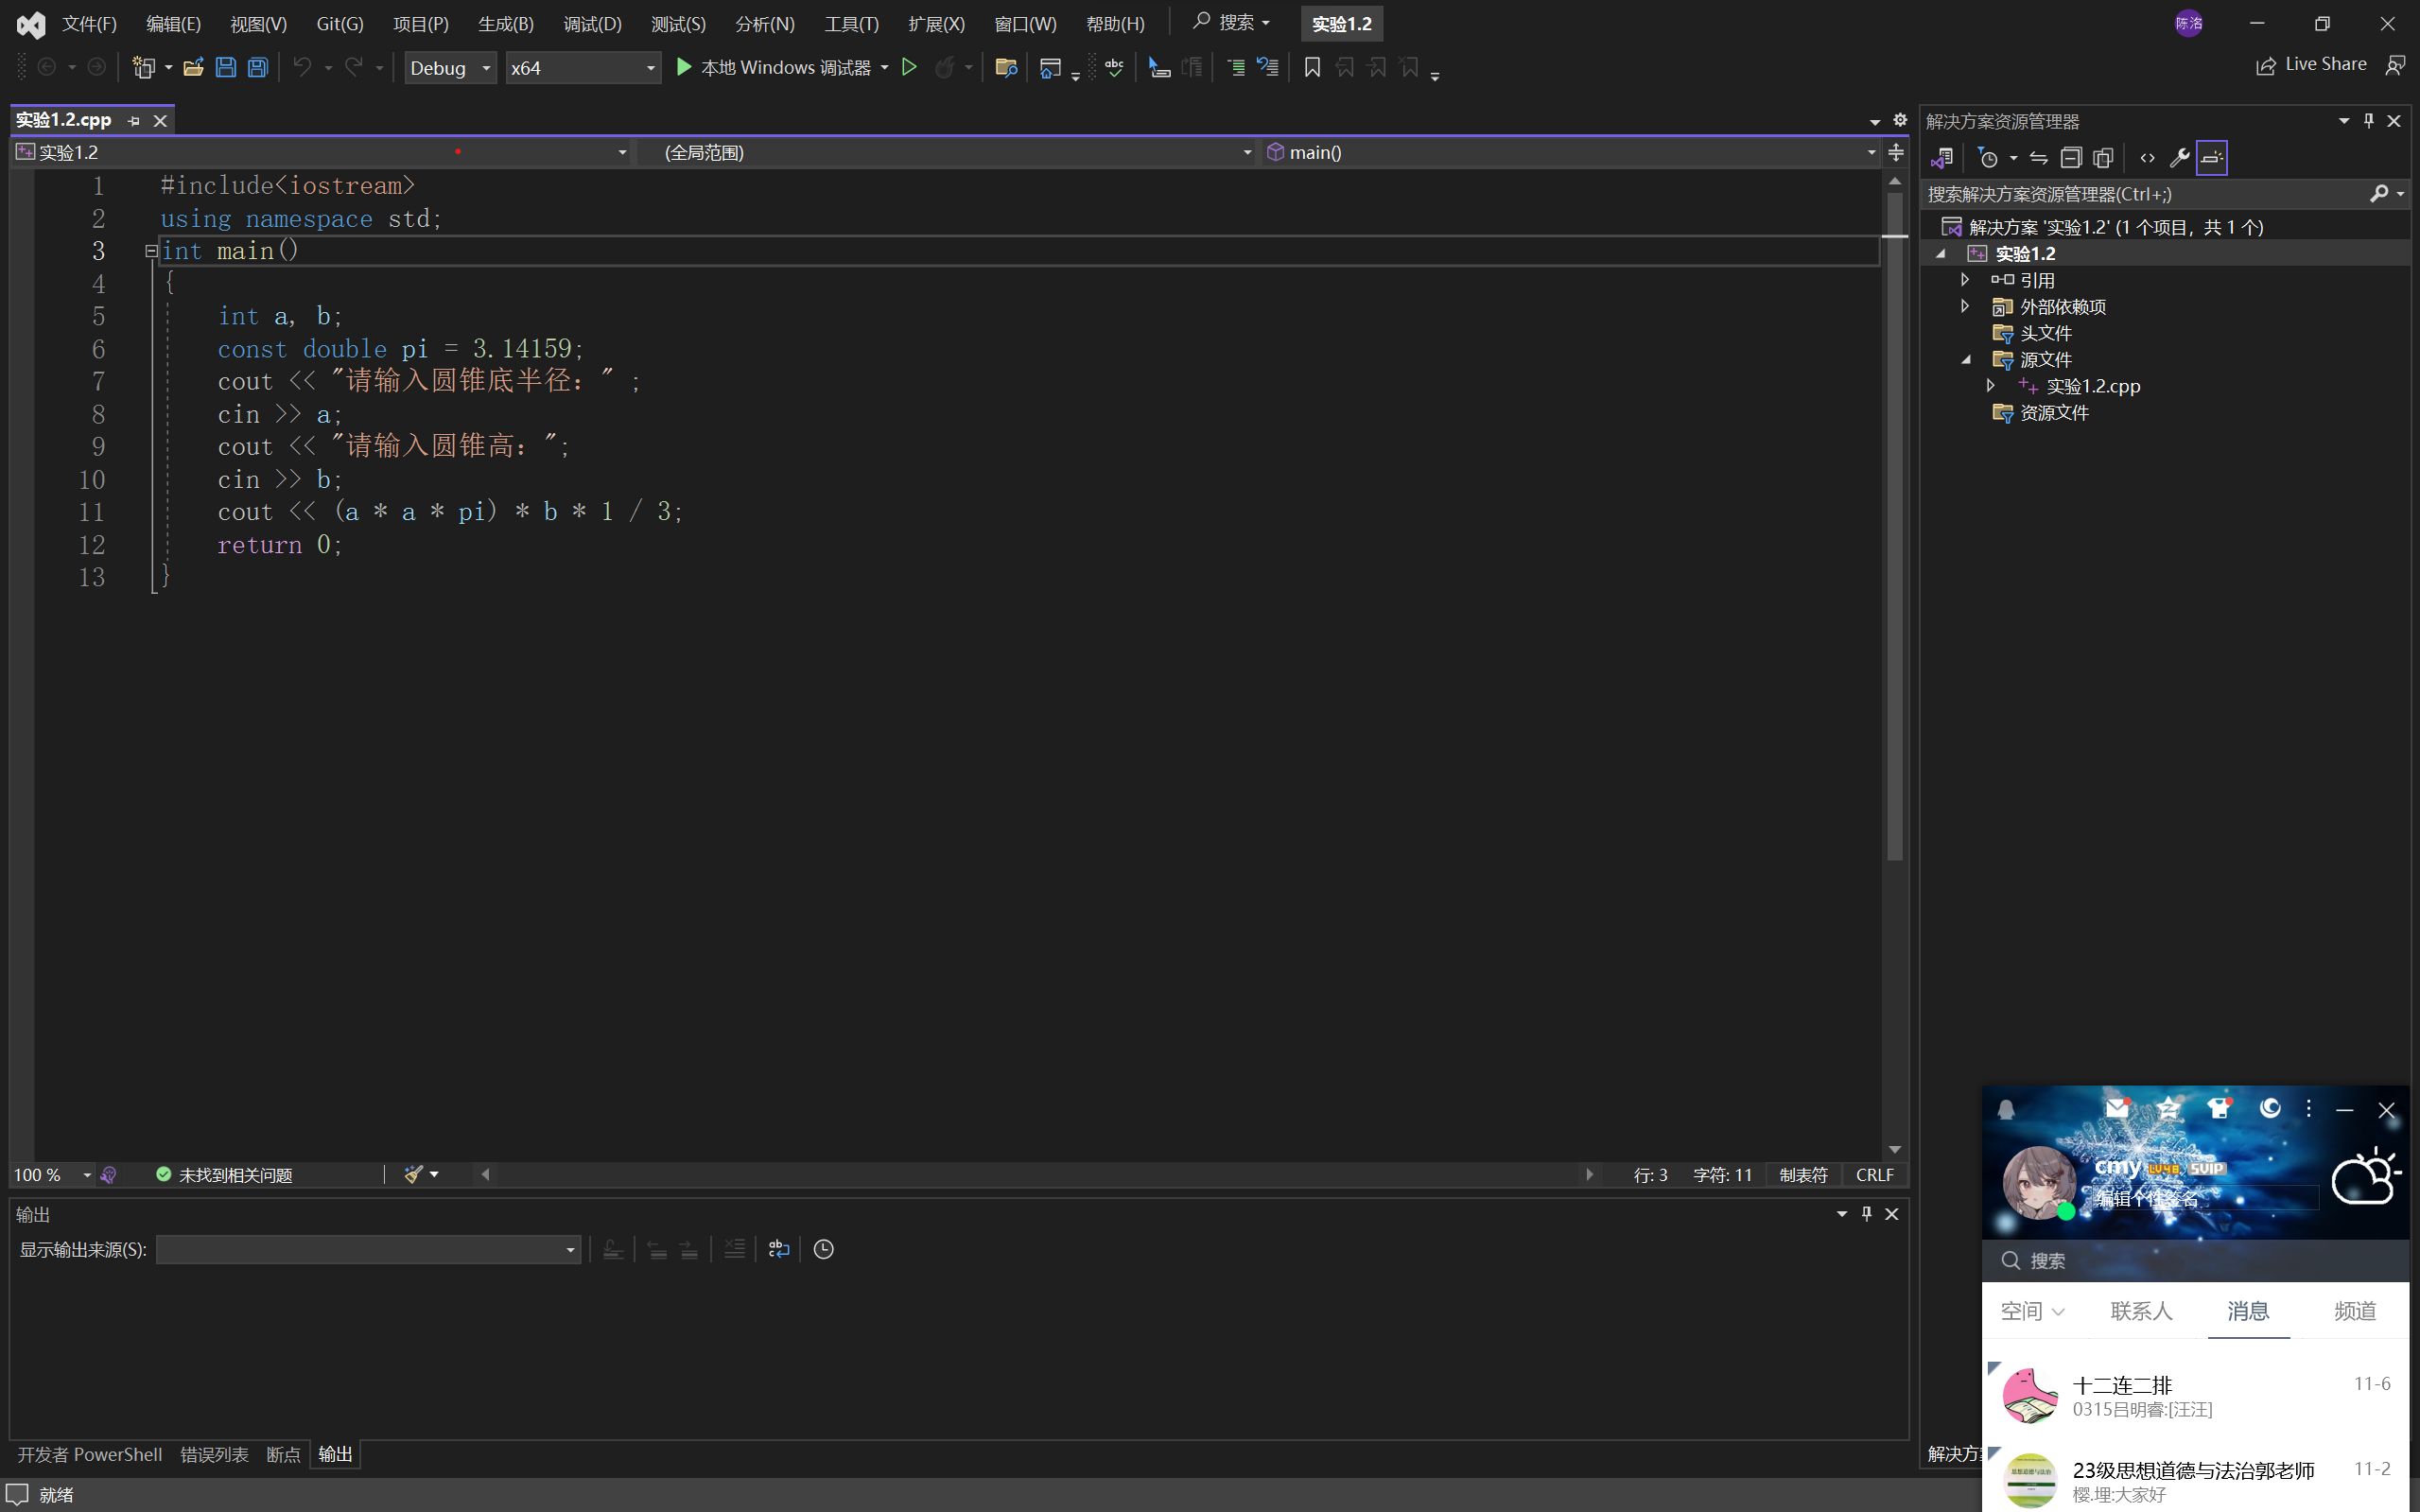 文件(F) 编辑(E) 视图(V) Git(G) 项目(P) 生成(B) 调试(D) 测试(S) 分析(N) 工具(T) 扩展(X) 窗口(W) 帮助(H) 搜索 实验1.2 陈洺
Debug x64 本地 Windows 调试器 abc Live Share
实验1.2.cpp
实验1.2 (全局范围) main()
1 #include<iostream>
2 using namespace std;
3 int main()
4 {
5 int a, b;
6 const double pi = 3.14159;
7 cout << "请输入圆锥底半径：" ;
8 cin >> a;
9 cout << "请输入圆锥高：";
10 cin >> b;
11 cout << (a * a * pi) * b * 1 / 3;
12 return 0;
13 }
100 % 未找到相关问题 行: 3 字符: 11 制表符 CRLF
输出
显示输出来源(S):
开发者 PowerShell 错误列表 断点 输出
就绪
解决方案资源管理器
搜索解决方案资源管理器(Ctrl+;)
解决方案 '实验1.2' (1 个项目，共 1 个)
实验1.2
引用
外部依赖项
头文件
源文件
实验1.2.cpp
资源文件
解决方
cmy LV48 SVIP
编辑个性签名
搜索
空间 联系人 消息 频道
十二连二排 11-6
0315吕明睿:[汪汪]
23级思想道德与法治郭老师 11-2
樱.埋:大家好